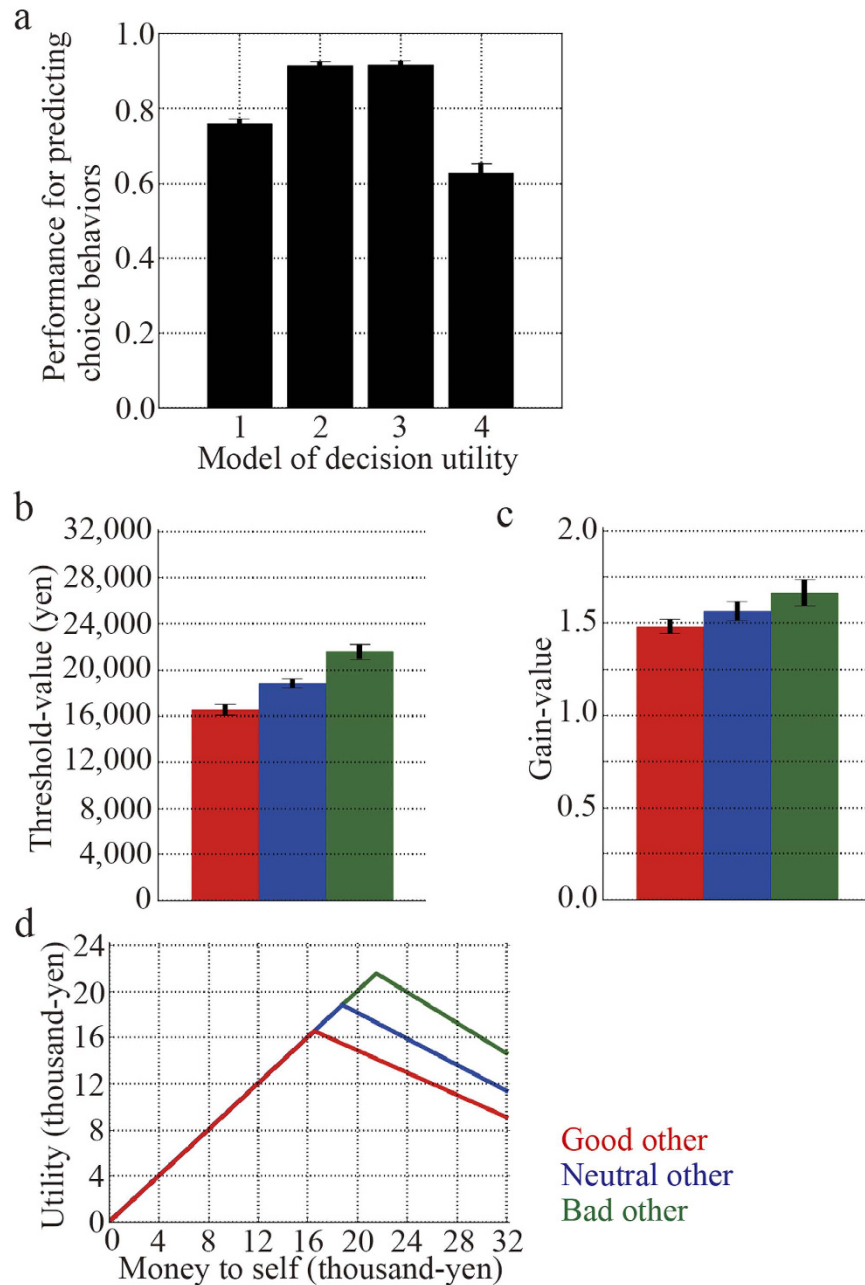 a
Performance for predicting
choice behaviors
1.0
0.8
0.6
0.4
0.2
0.0
1 2 3 4
Model of decision utility
b
Threshold-value (yen)
32,000
28,000
24,000
20,000
16,000
12,000
8,000
4,000
0
c
Gain-value
2.0
1.5
1.0
0.5
0.0
d
Utility (thousand-yen)
24
20
16
12
8
4
0
0 4 8 12 16 20 24 28 32
Money to self (thousand-yen)
Good other
Neutral other
Bad other